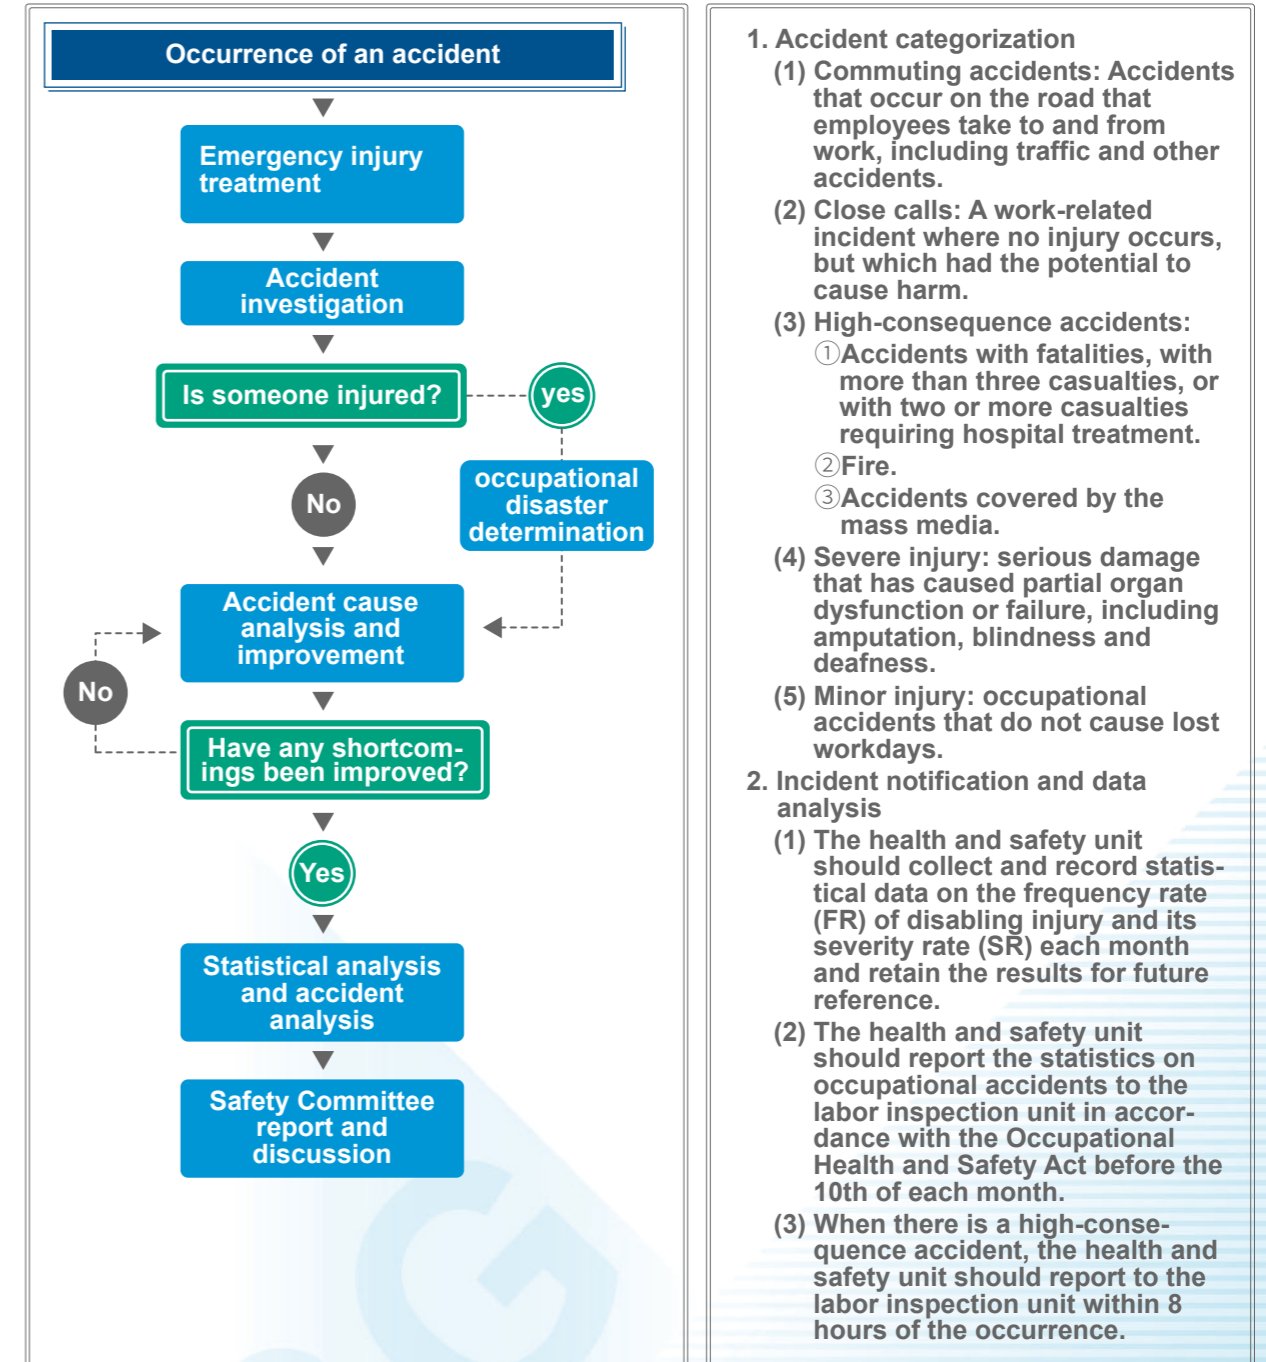 Occurrence of an accident
Emergency injury
treatment
Accident
investigation
Is someone injured?
yes
No
occupational
disaster
determination
Accident cause
analysis and
improvement
No
Have any shortcom-
ings been improved?
Yes
Statistical analysis
and accident
analysis
Safety Committee
report and
discussion
1. Accident categorization
(1) Commuting accidents: Accidents
that occur on the road that
employees take to and from
work, including traffic and other
accidents.
(2) Close calls: A work-related
incident where no injury occurs,
but which had the potential to
cause harm.
(3) High-consequence accidents:
①Accidents with fatalities, with
more than three casualties, or
with two or more casualties
requiring hospital treatment.
②Fire.
③Accidents covered by the
mass media.
(4) Severe injury: serious damage
that has caused partial organ
dysfunction or failure, including
amputation, blindness and
deafness.
(5) Minor injury: occupational
accidents that do not cause lost
workdays.
2. Incident notification and data
analysis
(1) The health and safety unit
should collect and record statis-
tical data on the frequency rate
(FR) of disabling injury and its
severity rate (SR) each month
and retain the results for future
reference.
(2) The health and safety unit
should report the statistics on
occupational accidents to the
labor inspection unit in accor-
dance with the Occupational
Health and Safety Act before the
10th of each month.
(3) When there is a high-conse-
quence accident, the health and
safety unit should report to the
labor inspection unit within 8
hours of the occurrence.